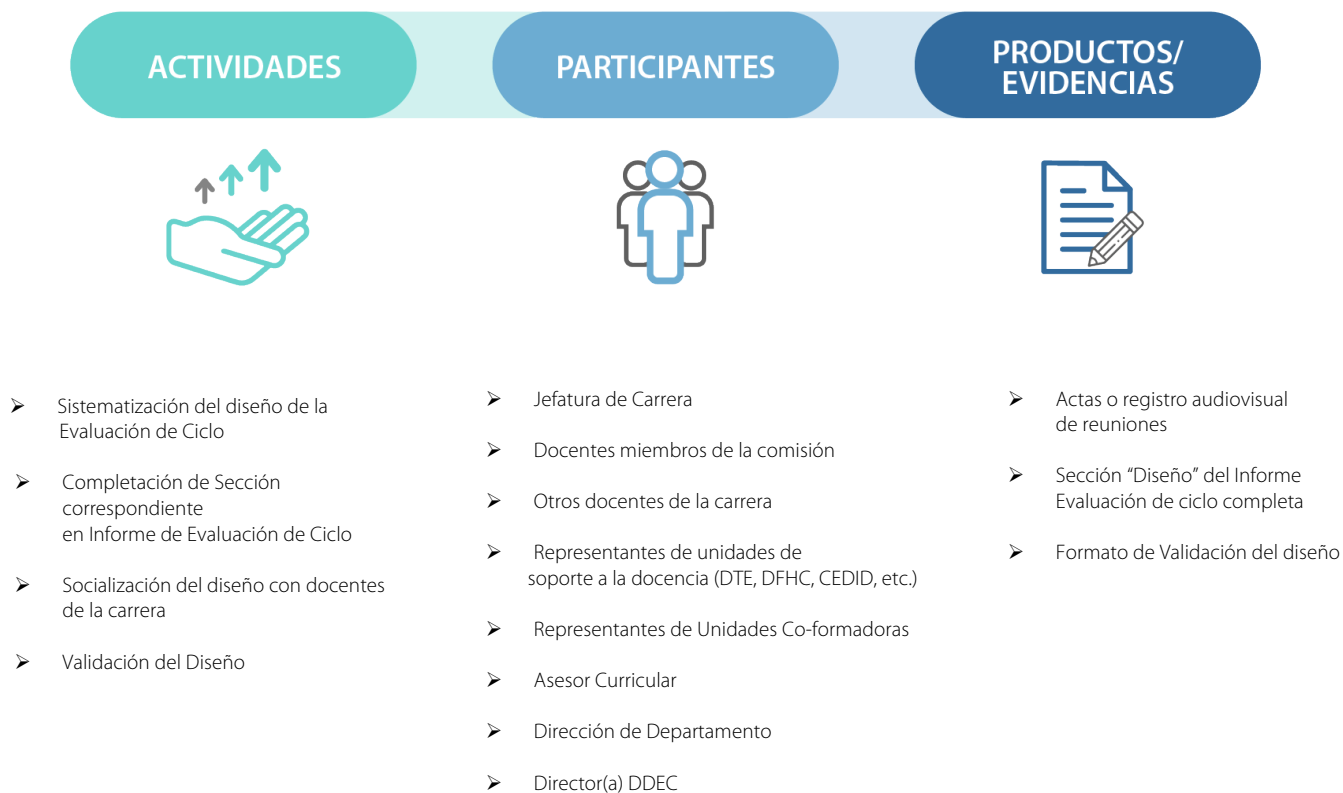 ACTIVIDADES
PARTICIPANTES
PRODUCTOS/
EVIDENCIAS
➢ Sistematización del diseño de la
Evaluación de Ciclo
➢ Completación de Sección
correspondiente
en Informe de Evaluación de Ciclo
➢ Socialización del diseño con docentes
de la carrera
➢ Validación del Diseño
➢ Jefatura de Carrera
➢ Docentes miembros de la comisión
➢ Otros docentes de la carrera
➢ Representantes de unidades de
soporte a la docencia (DTE, DFHC, CEDID, etc.)
➢ Representantes de Unidades Co-formadoras
➢ Asesor Curricular
➢ Dirección de Departamento
➢ Director(a) DDEC
➢ Actas o registro audiovisual
de reuniones
➢ Sección “Diseño” del Informe
Evaluación de ciclo completa
➢ Formato de Validación del diseño